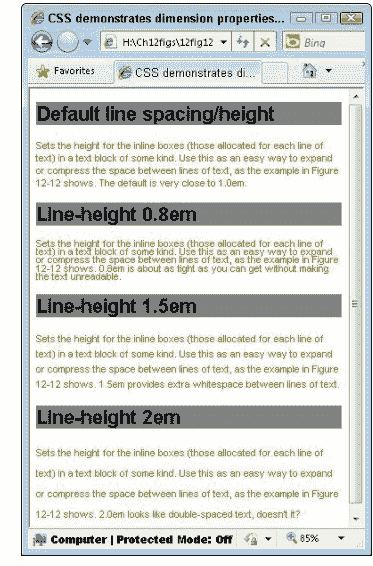 CSS demonstrates dimension properties...
H:\Ch12figs\12fig12
Bing
Favorites
CSS demonstrates di...
Default line spacing/height
Sets the height for the inline boxes (those allocated for each line of
text) in a text block of some kind. Use this as an easy way to expand
or compress the space between lines of text, as the example in Figure
12-12 shows. The default is very close to 1.0em.
Line-height 0.8em
Sets the height for the inline boxes (those allocated for each line of
text) in a text block of some kind. Use this as an easy way to expand
or compress the space between lines of text, as the example in Figure
12-12 shows. 0.8em is about as tight as you can get without making
the text unreadable.
Line-height 1.5em
Sets the height for the inline boxes (those allocated for each line of
text) in a text block of some kind. Use this as an easy way to expand
or compress the space between lines of text, as the example in Figure
12-12 shows. 1.5em provides extra whitespace between lines of text.
Line-height 2em
Sets the height for the inline boxes (those allocated for each line of
text) in a text block of some kind. Use this as an easy way to expand
or compress the space between lines of text, as the example in Figure
12-12 shows. 2.0em looks like double-spaced text, doesn't it?
Computer | Protected Mode: Off
85%